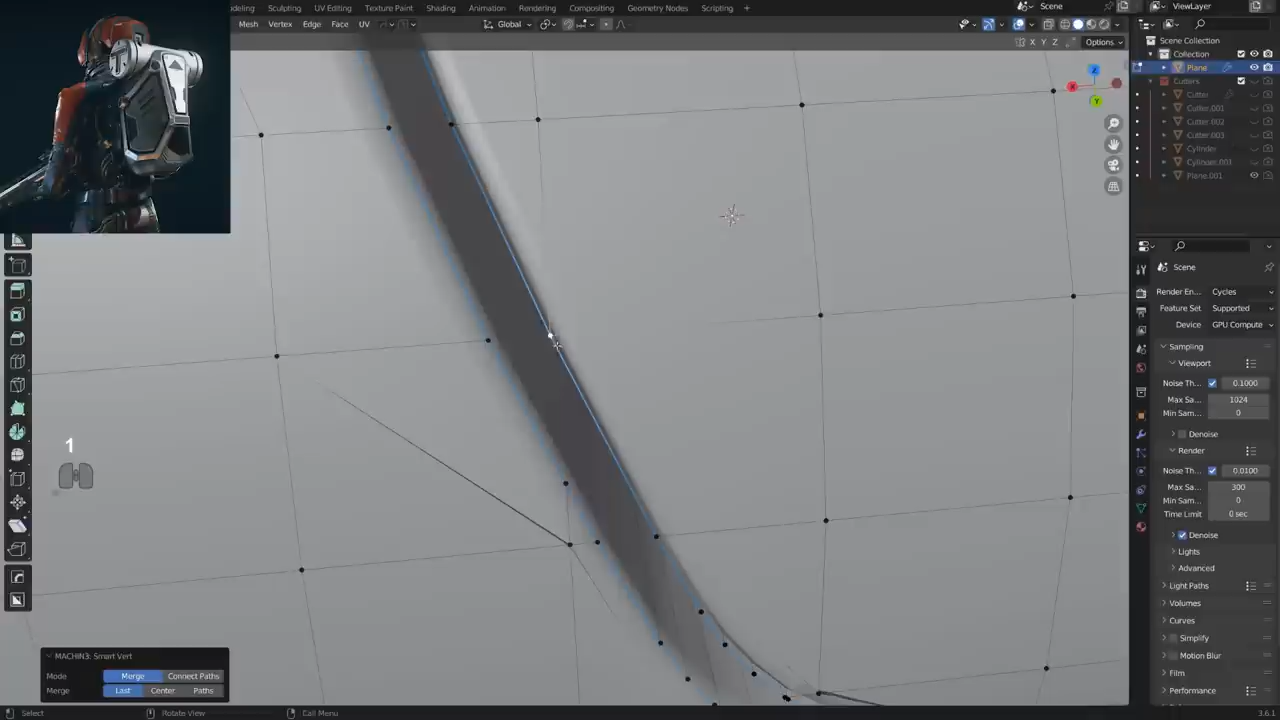 Sculpting UV Editing Texture Paint Shading Animation Rendering Compositing Geometry Nodes Scripting +
Scene
ViewLayer
Mesh Vertex Edge Face UV
Global
X Y Z
Options
Scene Collection
Collection
Plane
Cutters
Cutter
Cutter.001
Cutter.002
Cutter.003
Cylinder
Cylinder.001
Plane.001
X
Y
Z
Scene
Render En... Cycles
Feature Set Supported
Device GPU Compute
Sampling
Viewport
Noise Th... 0.1000
Max Sa... 1024
Min Sam... 0
Denoise
Render
Noise Th... 0.0100
Max Sa... 300
Min Sam... 0
Time Limit 0 sec
Denoise
Lights
Advanced
Light Paths
Volumes
Curves
Simplify
Motion Blur
Film
Performance
1
MACHIN3: Smart Vert
Mode Merge Connect Paths
Merge Last Center Paths
Select
Rotate View
Call Menu
3.6.1